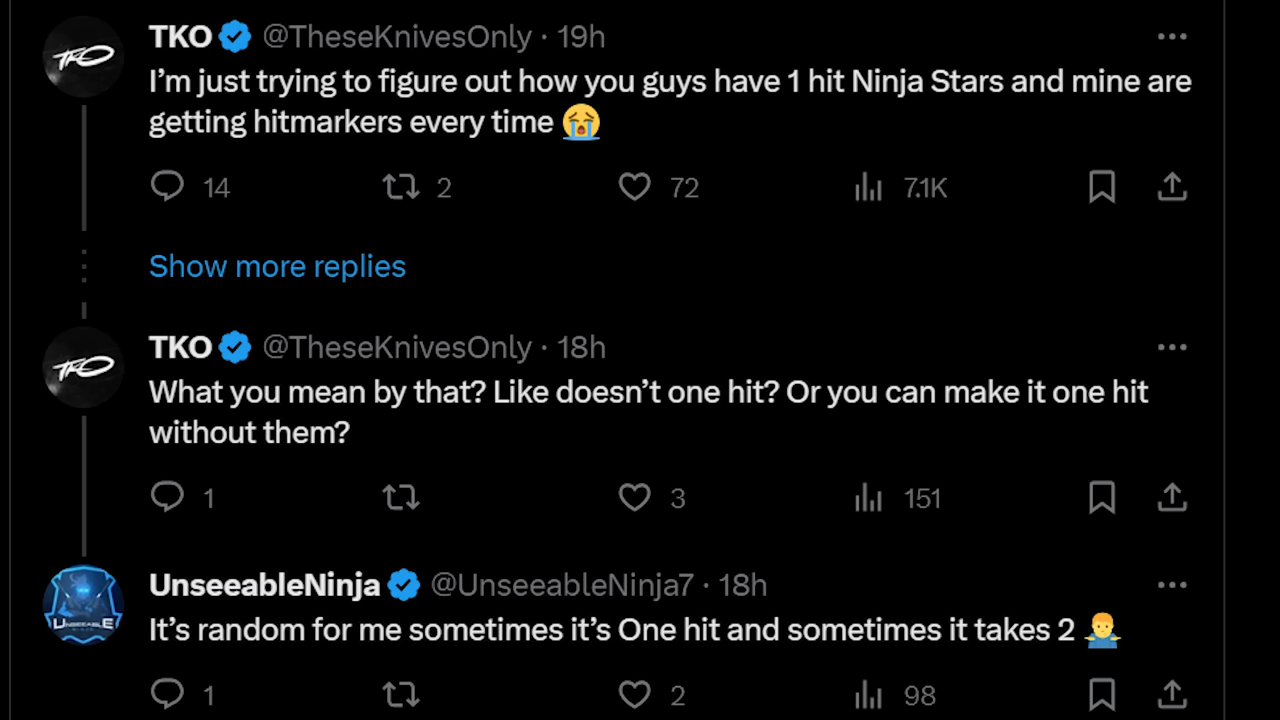 TKO @TheseKnivesOnly · 19h
I'm just trying to figure out how you guys have 1 hit Ninja Stars and mine are
getting hitmarkers every time 😭
14 2 72 7.1K
Show more replies
TKO @TheseKnivesOnly · 18h
What you mean by that? Like doesn't one hit? Or you can make it one hit
without them?
1 3 151
UnseeableNinja @UnseeableNinja7 · 18h
It's random for me sometimes it's One hit and sometimes it takes 2 🤷‍♂️
1 2 98
TKO
TKO
UNSEEABLE